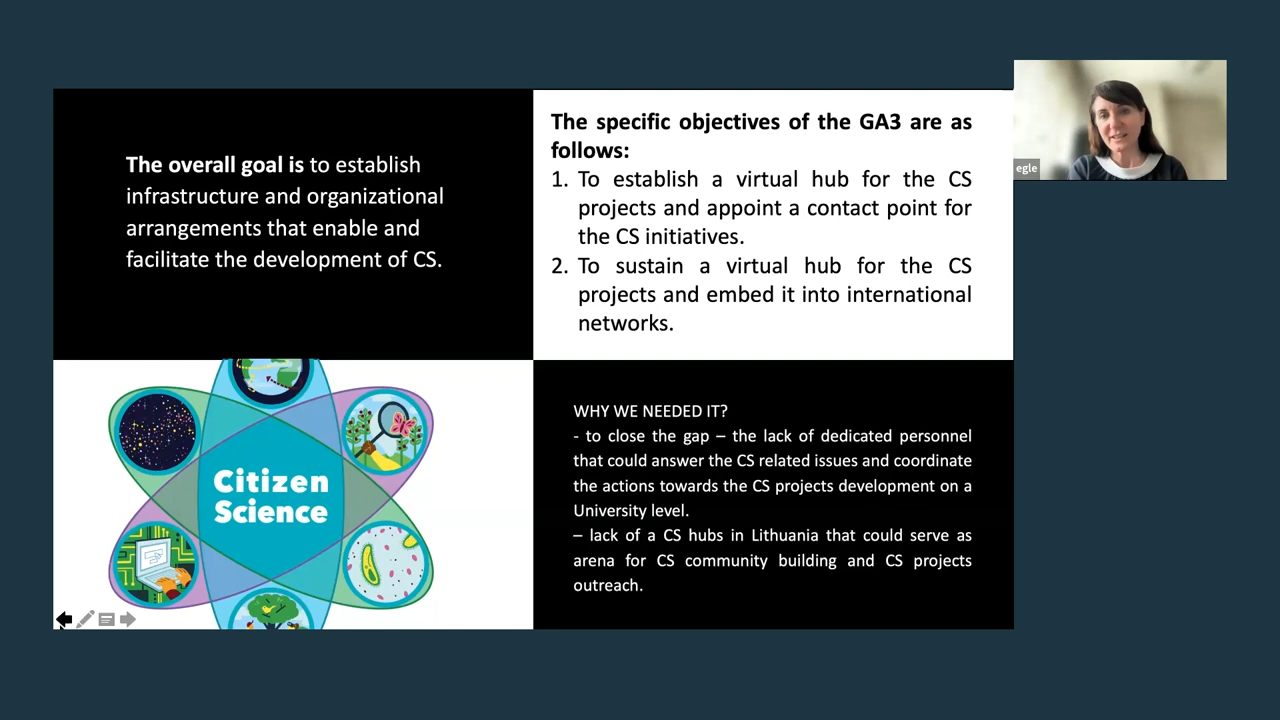 The overall goal is to establish
infrastructure and organizational
arrangements that enable and
facilitate the development of CS.
The specific objectives of the GA3 are as
follows:
1. To establish a virtual hub for the CS
projects and appoint a contact point for
the CS initiatives.
2. To sustain a virtual hub for the CS
projects and embed it into international
networks.
egle
Citizen
Science
WHY WE NEEDED IT?
- to close the gap – the lack of dedicated personnel
that could answer the CS related issues and coordinate
the actions towards the CS projects development on a
University level.
– lack of a CS hubs in Lithuania that could serve as
arena for CS community building and CS projects
outreach.